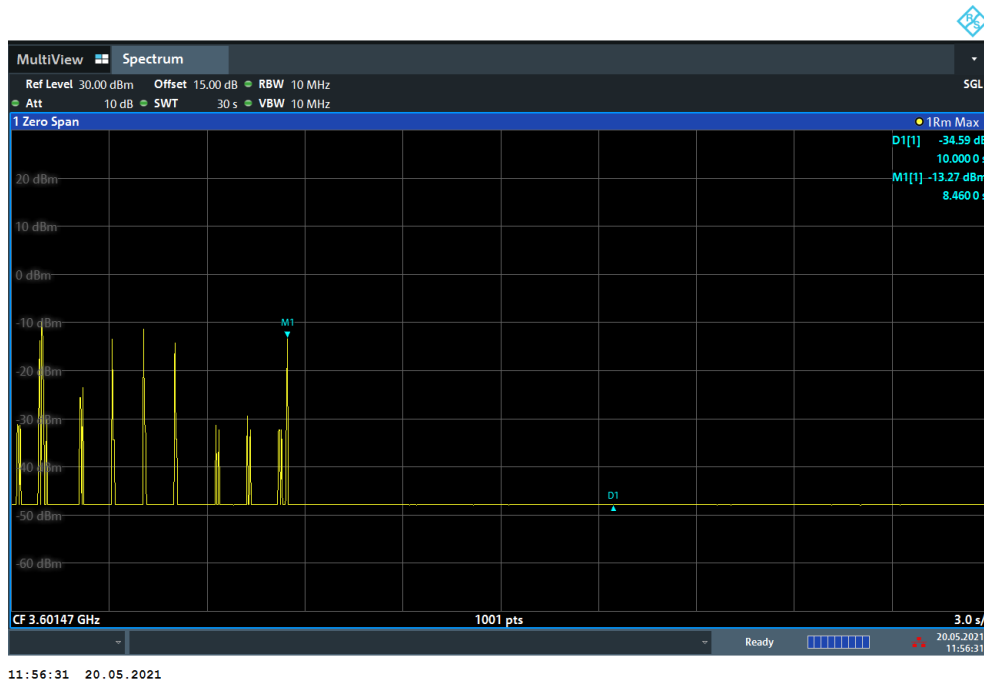 R&S
MultiView Spectrum
Ref Level 30.00 dBm Offset 15.00 dB RBW 10 MHz SGL
Att 10 dB SWT 30 s VBW 10 MHz
1 Zero Span 1Rm Max
D1[1] -34.59 dB
10.000 0 s
20 dBm M1[1] -13.27 dBm
8.460 0 s
10 dBm
0 dBm
-10 dBm M1
-20 dBm
-30 dBm
-40 dBm
D1
-50 dBm
-60 dBm
CF 3.60147 GHz 1001 pts 3.0 s/
Ready 20.05.2021
11:56:31
11:56:31 20.05.2021